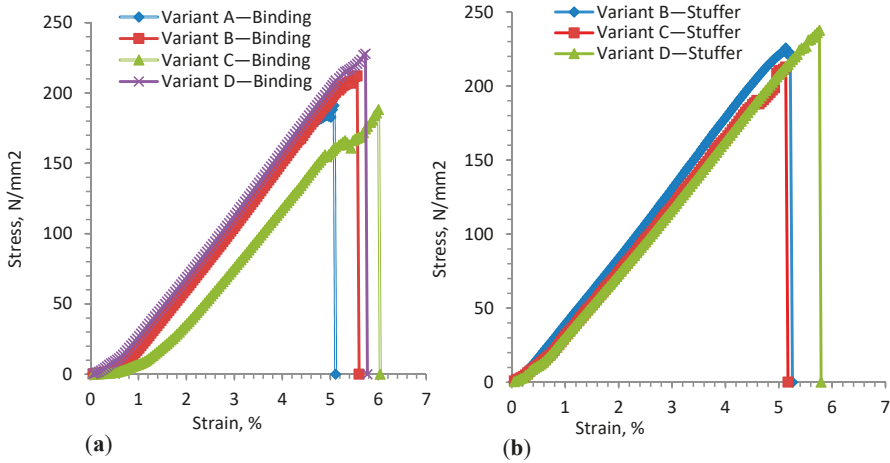 Variant A—Binding
Variant B—Binding
Variant C—Binding
Variant D—Binding
250
200
150
100
50
0
Stress, N/mm2
0 1 2 3 4 5 6 7
Strain, %
(a)
Variant B—Stuffer
Variant C—Stuffer
Variant D—Stuffer
250
200
150
100
50
0
Stress, N/mm2
0 1 2 3 4 5 6 7
Strain, %
(b)